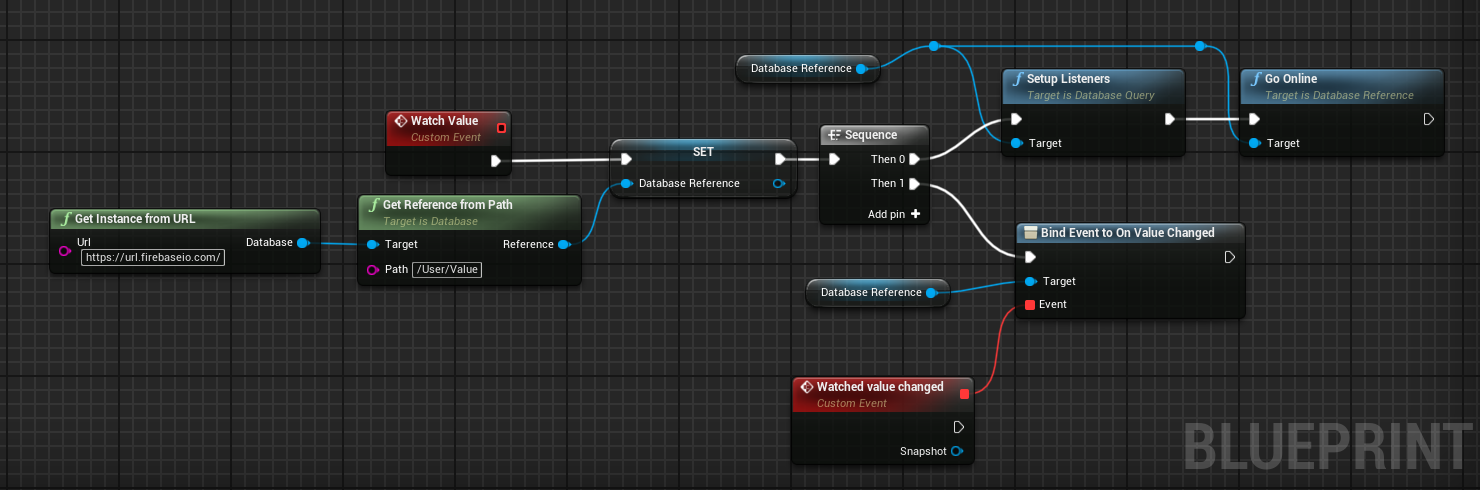 Database Reference
Setup Listeners
Target is Database Query
Target
Go Online
Target is Database Reference
Target
Watch Value
Custom Event
SET
Database Reference
Sequence
Then 0
Then 1
Add pin
Get Instance from URL
Url
https://url.firebaseio.com/
Database
Get Reference from Path
Target is Database
Target
Reference
Path
/User/Value
Bind Event to On Value Changed
Target
Event
Database Reference
Watched value changed
Custom Event
Snapshot
BLUEPRINT